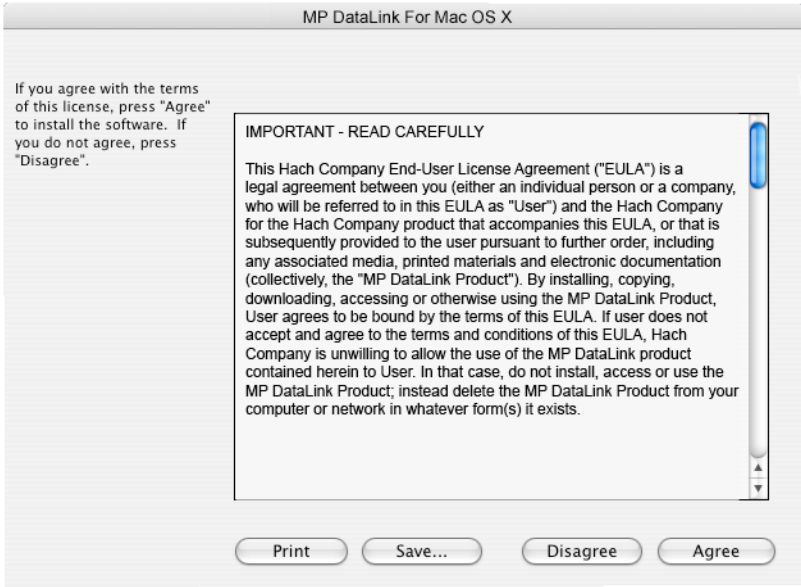 MP DataLink For Mac OS X
If you agree with the terms
of this license, press "Agree"
to install the software.  If
you do not agree, press
"Disagree".
IMPORTANT - READ CAREFULLY
This Hach Company End-User License Agreement ("EULA") is a
legal agreement between you (either an individual person or a company,
who will be referred to in this EULA as "User") and the Hach Company
for the Hach Company product that accompanies this EULA, or that is
subsequently provided to the user pursuant to further order, including
any associated media, printed materials and electronic documentation
(collectively, the "MP DataLink Product"). By installing, copying,
downloading, accessing or otherwise using the MP DataLink Product,
User agrees to be bound by the terms of this EULA. If user does not
accept and agree to the terms and conditions of this EULA, Hach
Company is unwilling to allow the use of the MP DataLink product
contained herein to User. In that case, do not install, access or use the
MP DataLink Product; instead delete the MP DataLink Product from your
computer or network in whatever form(s) it exists.
Print
Save...
Disagree
Agree